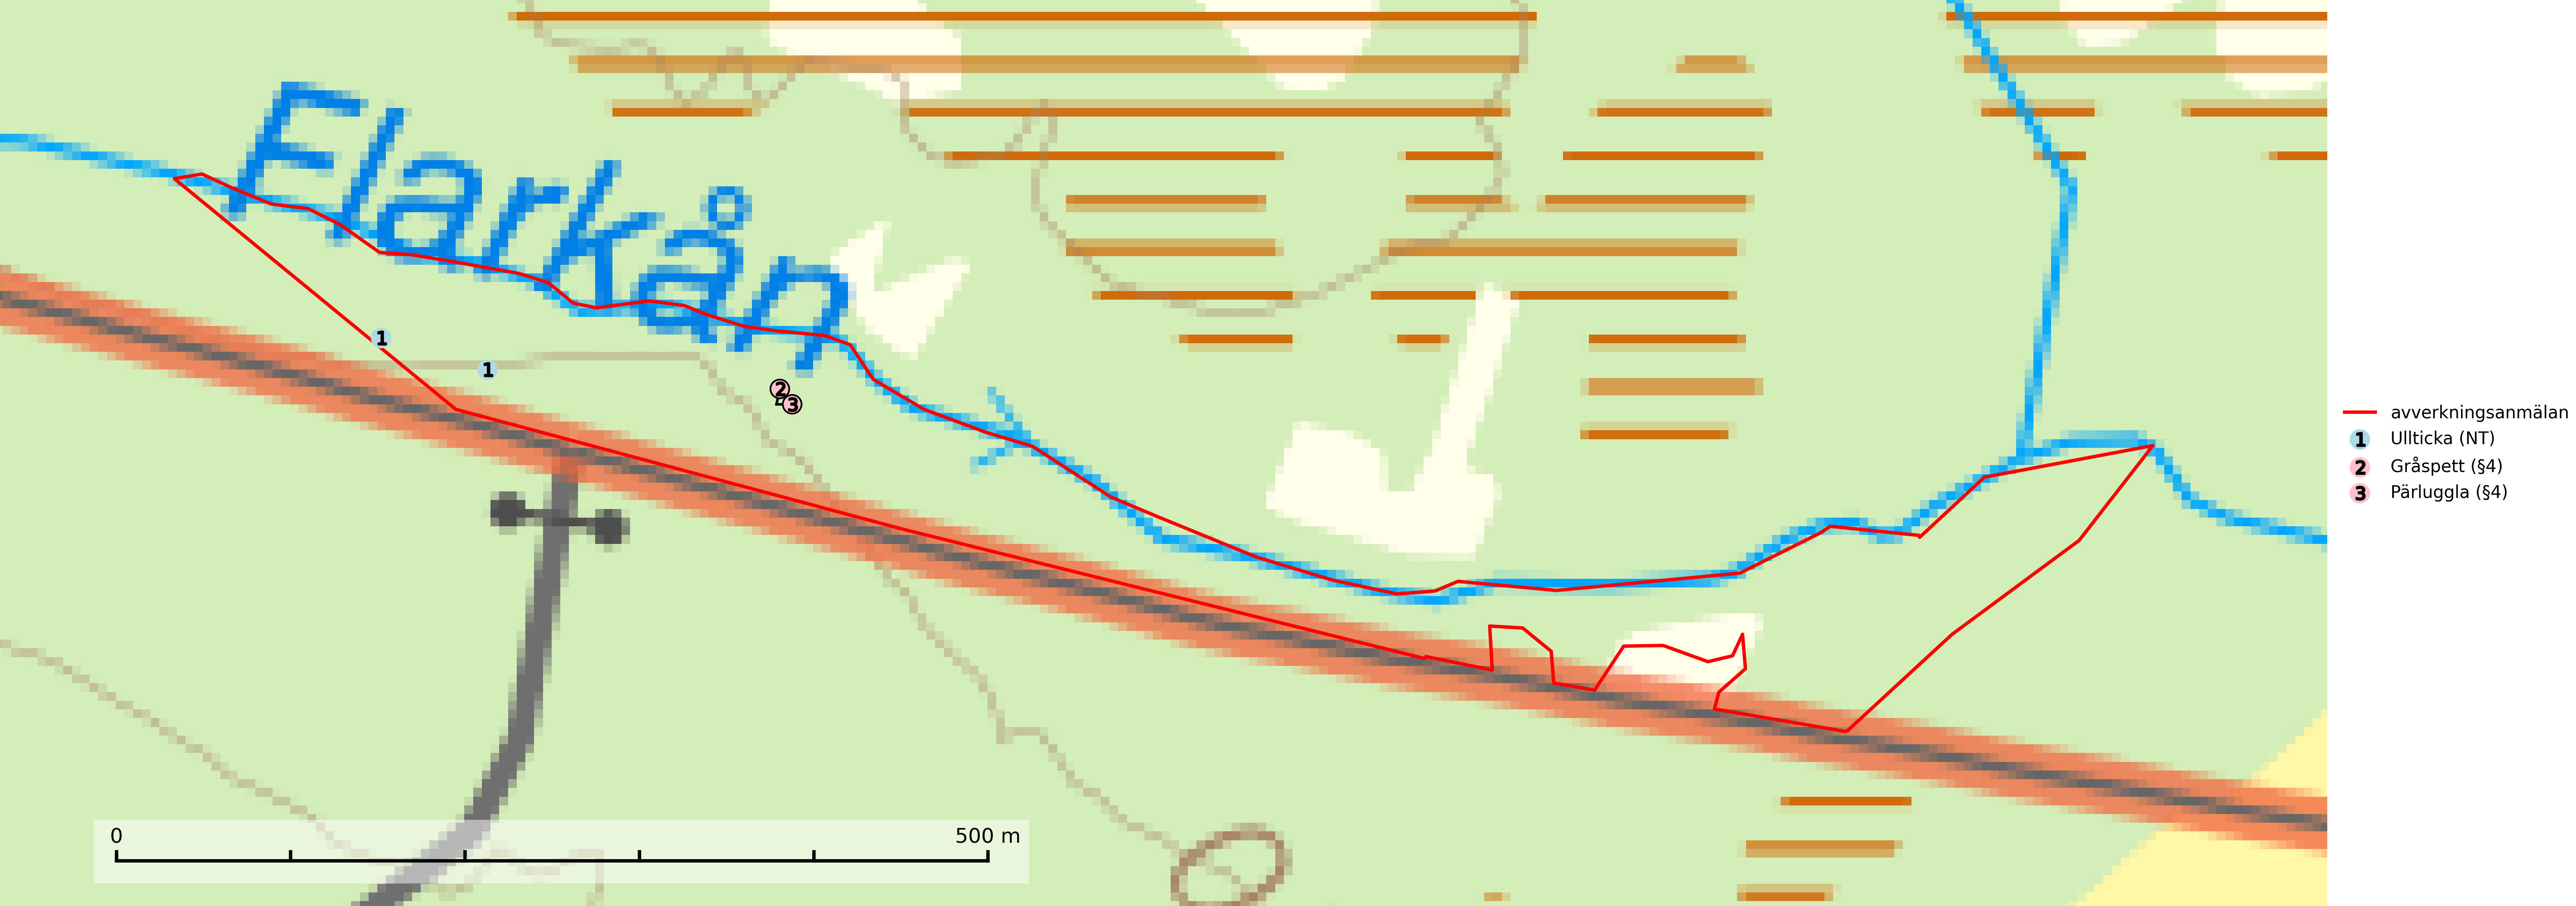 Flarkån
1
1
2
3
0 500 m
avverkningsanmälan
1 Ullticka (NT)
2 Gråspett (§4)
3 Pärluggla (§4)